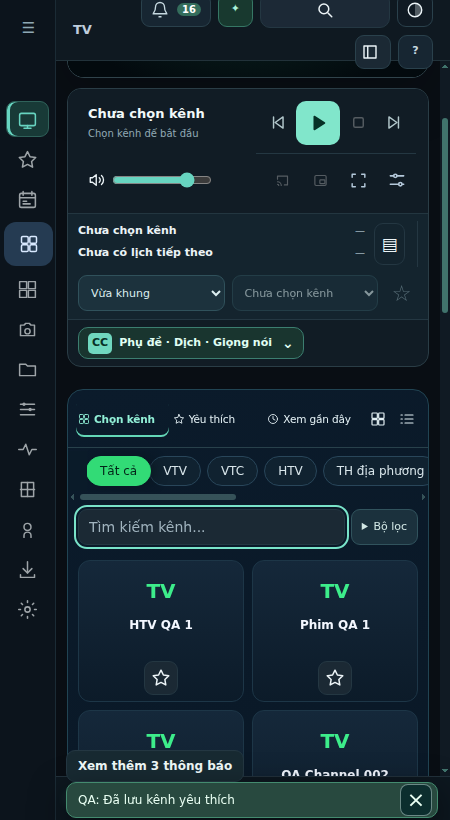 16
TV
?
Chưa chọn kênh
Chọn kênh để bắt đầu
Chưa chọn kênh —
Chưa có lịch tiếp theo —
Vừa khung Chưa chọn kênh
CC Phụ đề · Dịch · Giọng nói
Chọn kênh Yêu thích Xem gần đây
Tất cả VTV VTC HTV TH địa phương
Tìm kiếm kênh... Bộ lọc
TV TV
HTV QA 1 Phim QA 1
TV TV
QA Channel 002
Xem thêm 3 thông báo
QA: Đã lưu kênh yêu thích